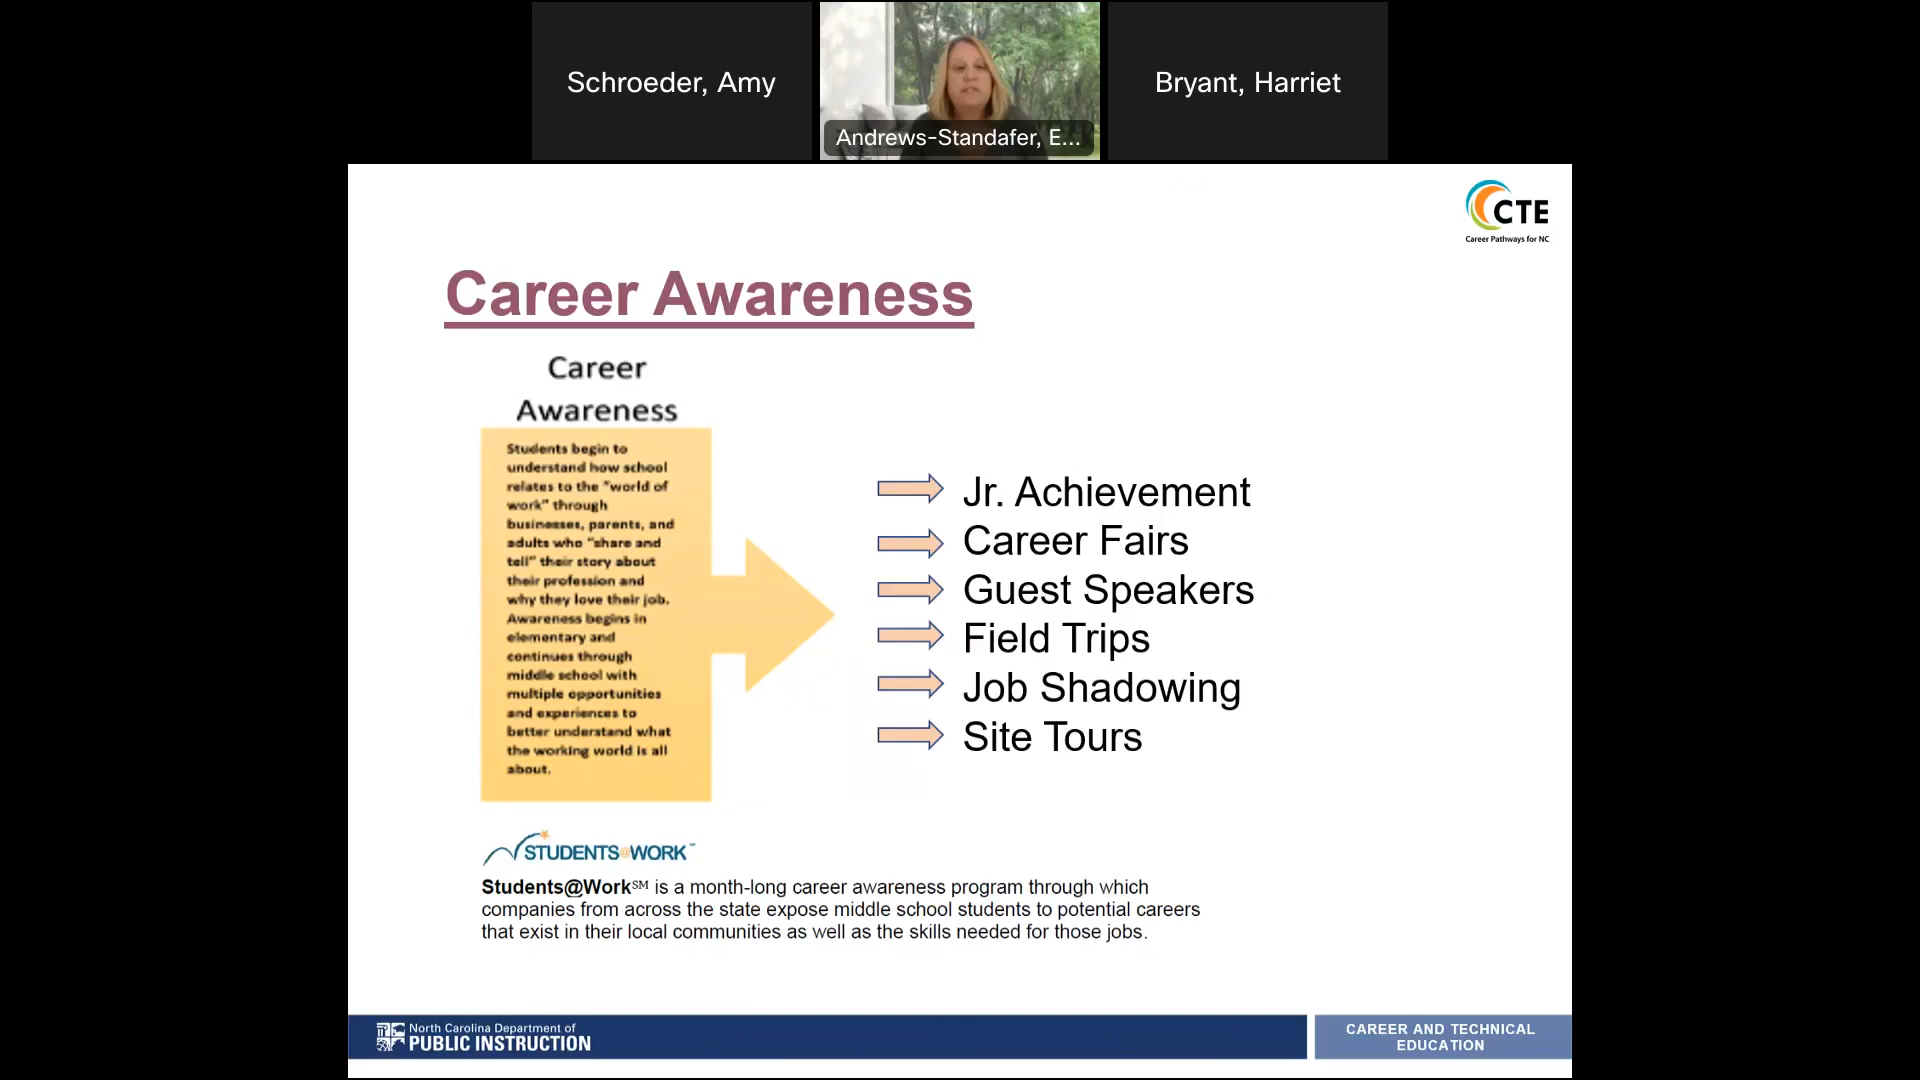 Schroeder, Amy
Andrews-Standafer, E...
Bryant, Harriet
CTE
Career Pathways for NC
Career Awareness
Career
Awareness
Students begin to
understand how school
relates to the "world of
work" through
businesses, parents, and
adults who "share and
tell" their story about
their profession and
why they love their job.
Awareness begins in
elementary and
continues through
middle school with
multiple opportunities
and experiences to
better understand what
the working world is all
about.
Jr. Achievement
Career Fairs
Guest Speakers
Field Trips
Job Shadowing
Site Tours
STUDENTS@WORK℠
Students@Work℠ is a month-long career awareness program through which
companies from across the state expose middle school students to potential careers
that exist in their local communities as well as the skills needed for those jobs.
North Carolina Department of
PUBLIC INSTRUCTION
CAREER AND TECHNICAL
EDUCATION